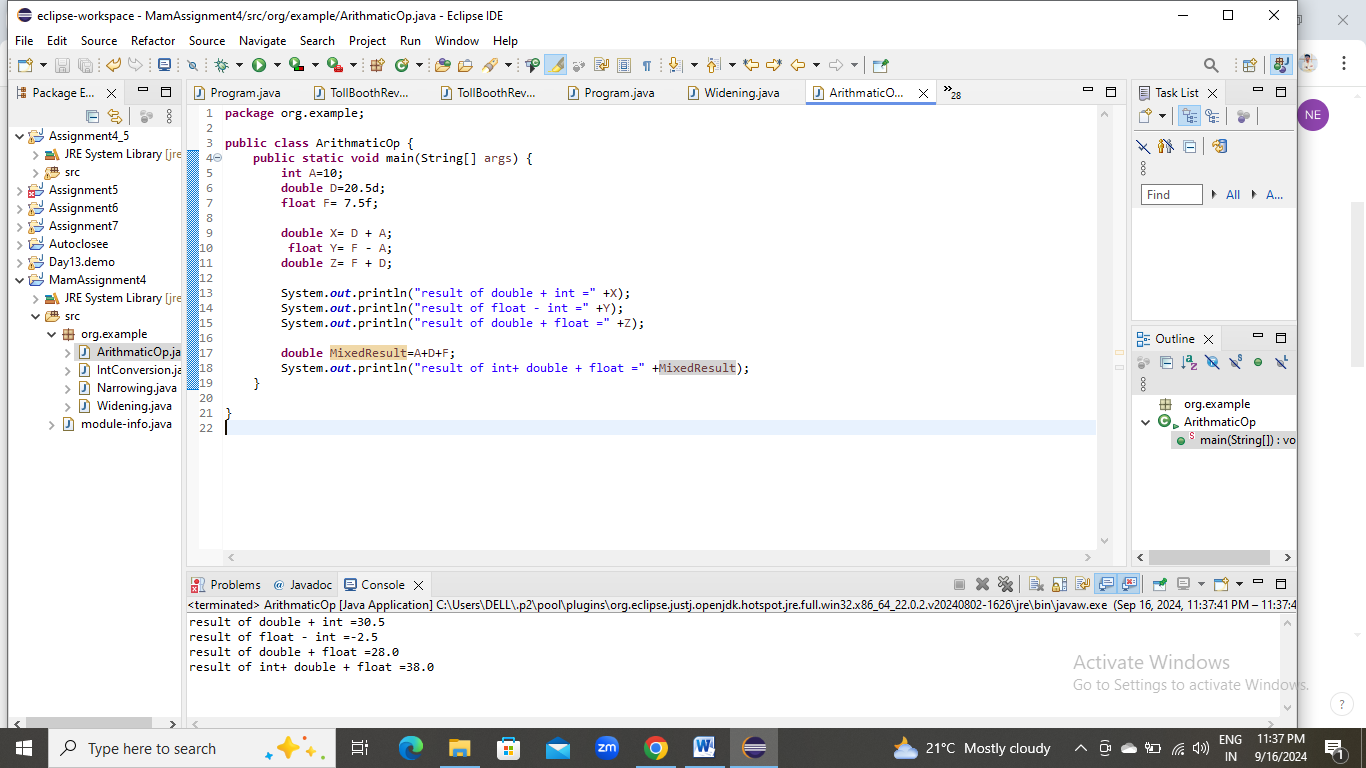 eclipse-workspace - MamAssignment4/src/org/example/ArithmaticOp.java - Eclipse IDE
File Edit Source Refactor Source Navigate Search Project Run Window Help
Package E...
Program.java TollBoothRev... TollBoothRev... Program.java Widening.java ArithmaticO... »28
Task List
Assignment4_5
JRE System Library [jre
src
Assignment5
Assignment6
Assignment7
Autoclosee
Day13.demo
MamAssignment4
JRE System Library [jre
src
org.example
ArithmaticOp.ja
IntConversion.ja
Narrowing.java
Widening.java
module-info.java
1 package org.example;
2
3 public class ArithmaticOp {
4 public static void main(String[] args) {
5 int A=10;
6 double D=20.5d;
7 float F= 7.5f;
8
9 double X= D + A;
10 float Y= F - A;
11 double Z= F + D;
12
13 System.out.println("result of double + int =" +X);
14 System.out.println("result of float - int =" +Y);
15 System.out.println("result of double + float =" +Z);
16
17 double MixedResult=A+D+F;
18 System.out.println("result of int+ double + float =" +MixedResult);
19 }
20
21 }
22
Find All A...
Outline
org.example
ArithmaticOp
main(String[]) : vo
NE
Problems @ Javadoc Console
<terminated> ArithmaticOp [Java Application] C:\Users\DELL\.p2\pool\plugins\org.eclipse.justj.openjdk.hotspot.jre.full.win32.x86_64_22.0.2.v20240802-1626\jre\bin\javaw.exe (Sep 16, 2024, 11:37:41 PM – 11:37:4
result of double + int =30.5
result of float - int =-2.5
result of double + float =28.0
result of int+ double + float =38.0
Activate Windows
Go to Settings to activate Windows.
?
Type here to search
zm
W
21°C Mostly cloudy
ENG
IN
11:37 PM
9/16/2024
1